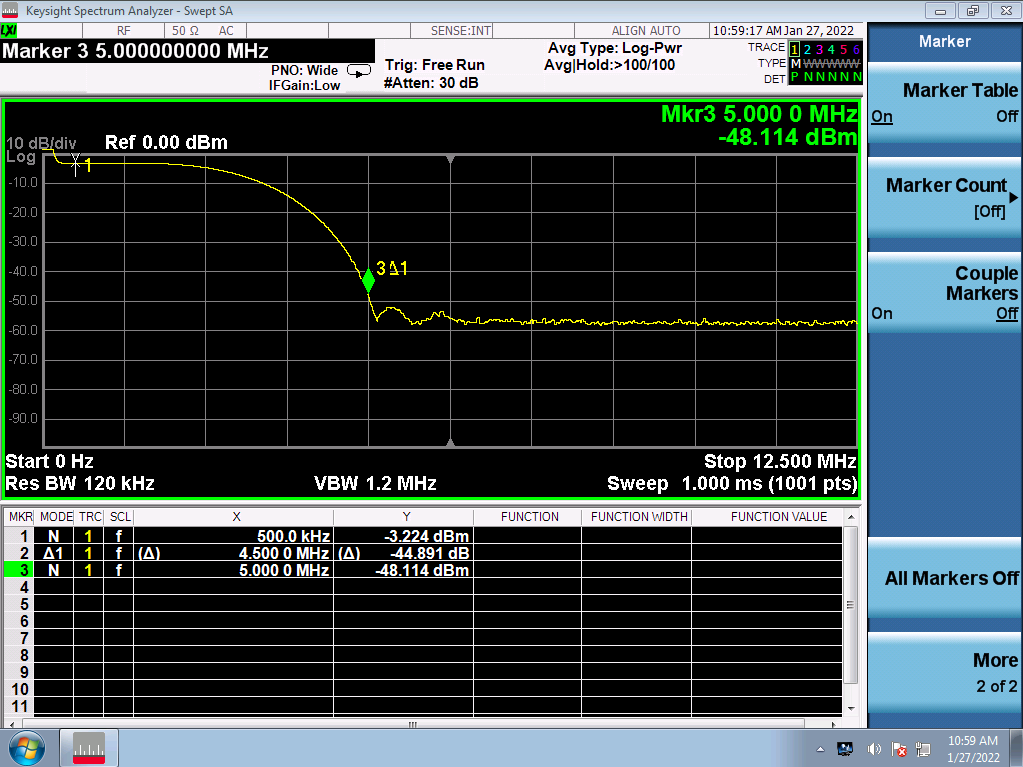 Keysight Spectrum Analyzer - Swept SA
LXI RF 50 Ω AC SENSE:INT ALIGN AUTO 10:59:17 AM Jan 27, 2022
Marker 3 5.000000000 MHz
PNO: Wide
IFGain:Low
Trig: Free Run
#Atten: 30 dB
Avg Type: Log-Pwr
Avg|Hold:>100/100
TRACE 1 2 3 4 5 6
TYPE M W W W W W
DET P N N N N N
Mkr3 5.000 0 MHz
-48.114 dBm
10 dB/div
Log
Ref 0.00 dBm
1
-10.0
-20.0
-30.0
-40.0
3Δ1
-50.0
-60.0
-70.0
-80.0
-90.0
Start 0 Hz
Stop 12.500 MHz
Res BW 120 kHz
VBW 1.2 MHz
Sweep 1.000 ms (1001 pts)
MKR MODE TRC SCL X Y FUNCTION FUNCTION WIDTH FUNCTION VALUE
1 N 1 f 500.0 kHz -3.224 dBm
2 Δ1 1 f (Δ) 4.500 0 MHz (Δ) -44.891 dB
3 N 1 f 5.000 0 MHz -48.114 dBm
4
5
6
7
8
9
10
11
Marker
Marker Table
On Off
Marker Count
[Off]
Couple
Markers
On Off
All Markers Off
More
2 of 2
10:59 AM
1/27/2022